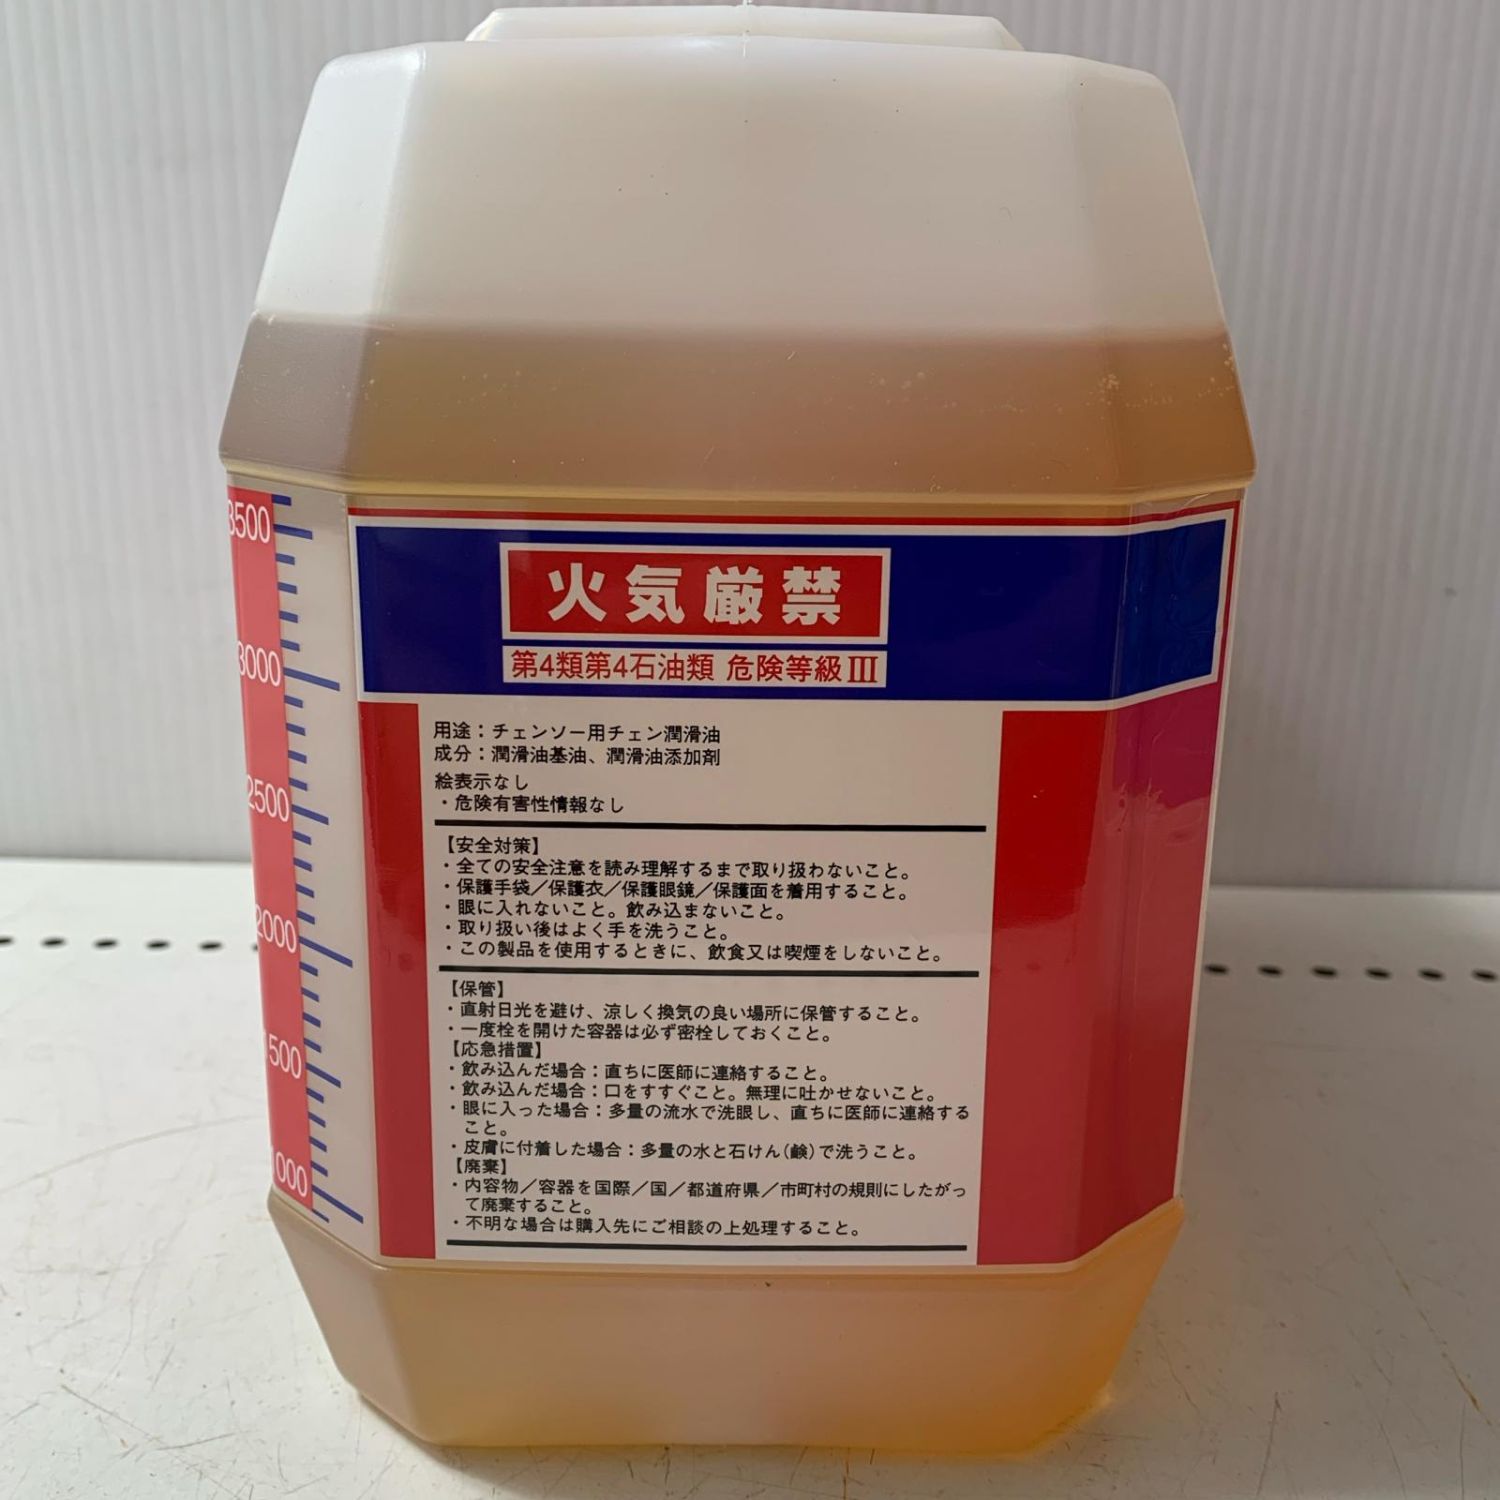 火気厳禁
第4類第4石油類 危険等級Ⅲ
用途：チェンソー用チェン潤滑油
成分：潤滑油基油、潤滑油添加剤
絵表示なし
・危険有害性情報なし
【安全対策】
・全ての安全注意を読み理解するまで取り扱わないこと。
・保護手袋／保護衣／保護眼鏡／保護面を着用すること。
・眼に入れないこと。飲み込まないこと。
・取り扱い後はよく手を洗うこと。
・この製品を使用するときに、飲食又は喫煙をしないこと。
【保管】
・直射日光を避け、涼しく換気の良い場所に保管すること。
・一度栓を開けた容器は必ず密栓しておくこと。
【応急措置】
・飲み込んだ場合：直ちに医師に連絡すること。
・飲み込んだ場合：口をすすぐこと。無理に吐かせないこと。
・眼に入った場合：多量の流水で洗眼し、直ちに医師に連絡する
こと。
・皮膚に付着した場合：多量の水と石けん（鹸）で洗うこと。
【廃棄】
・内容物／容器を国際／国／都道府県／市町村の規則にしたがっ
て廃棄すること。
・不明な場合は購入先にご相談の上処理すること。
3500
3000
2500
2000
1500
1000